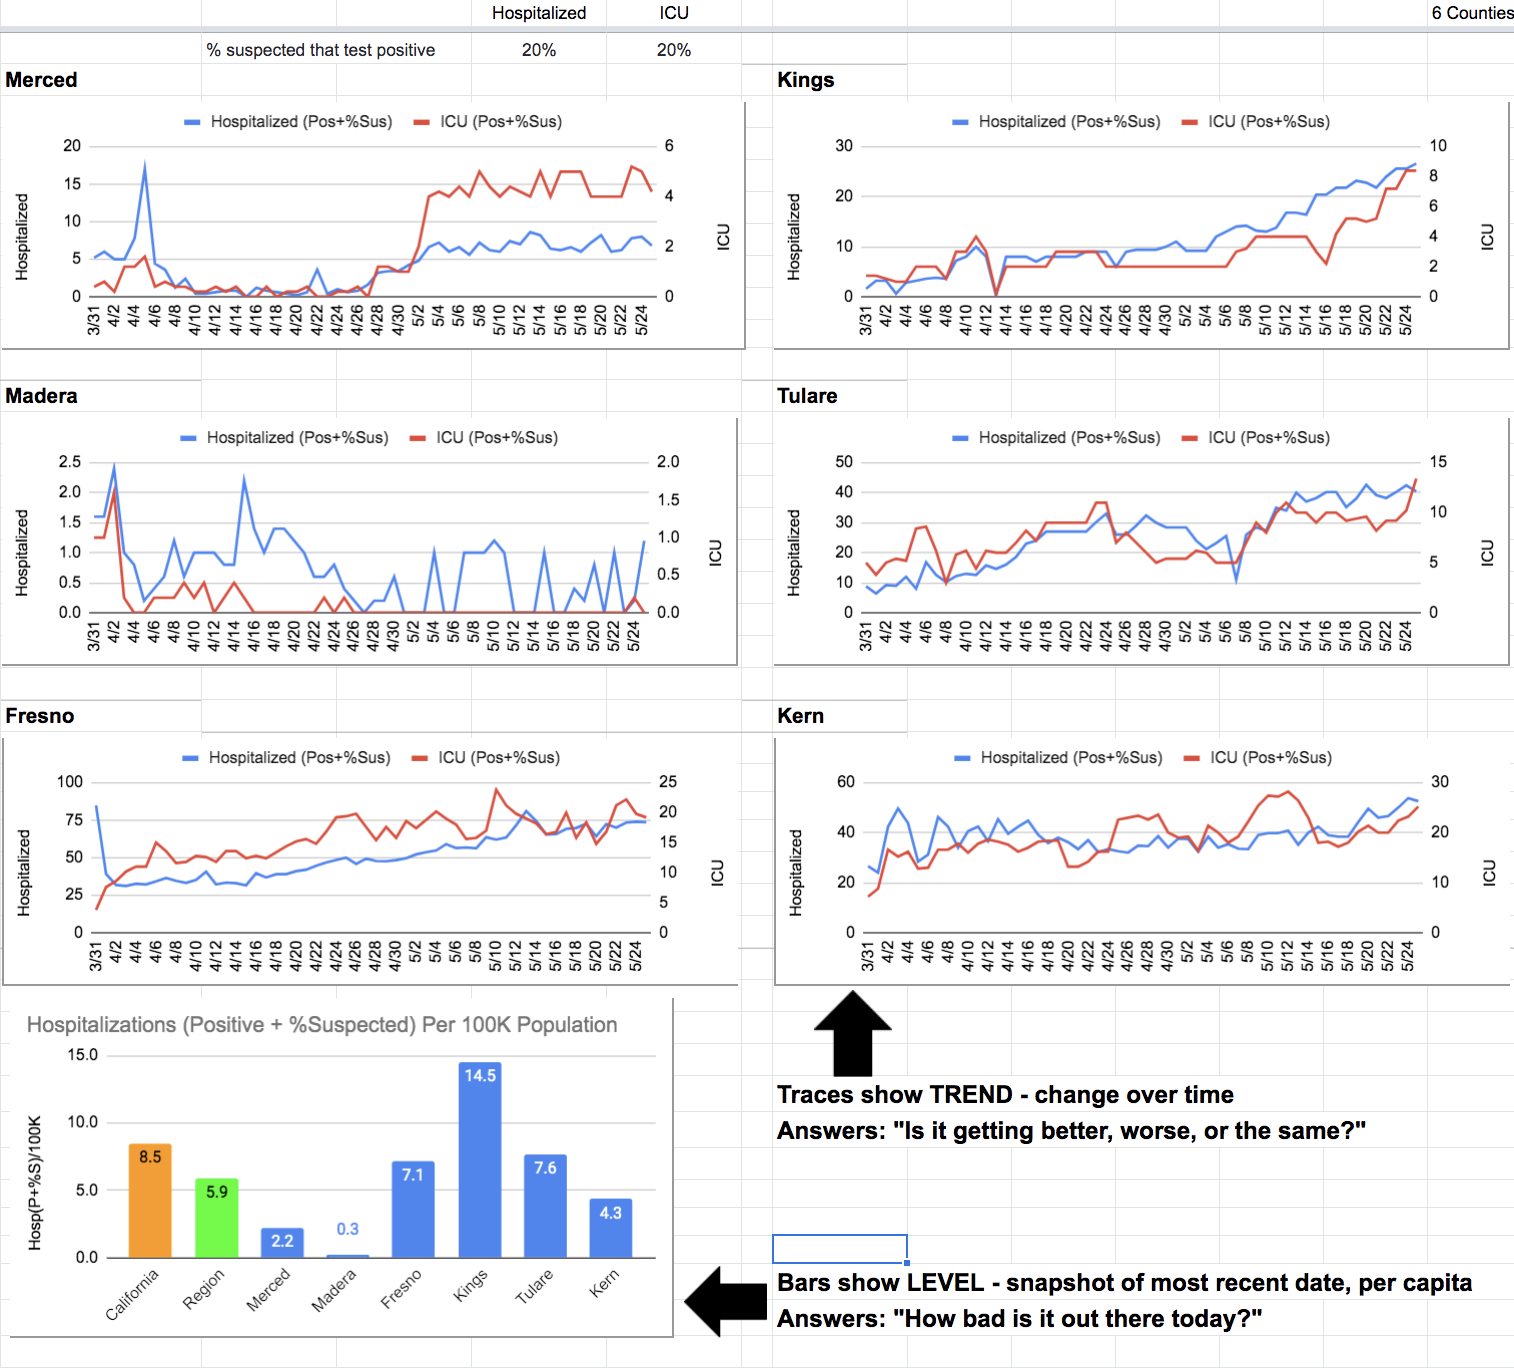 Hospitalized ICU 6 Counties
% suspected that test positive 20% 20%
Merced
Hospitalized (Pos+%Sus) ICU (Pos+%Sus)
20 15 10 5 0
6 4 2 0
Hospitalized
ICU
3/31 4/2 4/4 4/6 4/8 4/10 4/12 4/14 4/16 4/18 4/20 4/22 4/24 4/26 4/28 4/30 5/2 5/4 5/6 5/8 5/10 5/12 5/14 5/16 5/18 5/20 5/22 5/24
Kings
Hospitalized (Pos+%Sus) ICU (Pos+%Sus)
30 20 10 0
10 8 6 4 2 0
Hospitalized
ICU
3/31 4/2 4/4 4/6 4/8 4/10 4/12 4/14 4/16 4/18 4/20 4/22 4/24 4/26 4/28 4/30 5/2 5/4 5/6 5/8 5/10 5/12 5/14 5/16 5/18 5/20 5/22 5/24
Madera
Hospitalized (Pos+%Sus) ICU (Pos+%Sus)
2.5 2.0 1.5 1.0 0.5 0.0
2.0 1.5 1.0 0.5 0.0
Hospitalized
ICU
3/31 4/2 4/4 4/6 4/8 4/10 4/12 4/14 4/16 4/18 4/20 4/22 4/24 4/26 4/28 4/30 5/2 5/4 5/6 5/8 5/10 5/12 5/14 5/16 5/18 5/20 5/22 5/24
Tulare
Hospitalized (Pos+%Sus) ICU (Pos+%Sus)
50 40 30 20 10 0
15 10 5 0
Hospitalized
ICU
3/31 4/2 4/4 4/6 4/8 4/10 4/12 4/14 4/16 4/18 4/20 4/22 4/24 4/26 4/28 4/30 5/2 5/4 5/6 5/8 5/10 5/12 5/14 5/16 5/18 5/20 5/22 5/24
Fresno
Hospitalized (Pos+%Sus) ICU (Pos+%Sus)
100 75 50 25 0
25 20 15 10 5 0
Hospitalized
ICU
3/31 4/2 4/4 4/6 4/8 4/10 4/12 4/14 4/16 4/18 4/20 4/22 4/24 4/26 4/28 4/30 5/2 5/4 5/6 5/8 5/10 5/12 5/14 5/16 5/18 5/20 5/22 5/24
Kern
Hospitalized (Pos+%Sus) ICU (Pos+%Sus)
60 40 20 0
30 20 10 0
Hospitalized
ICU
3/31 4/2 4/4 4/6 4/8 4/10 4/12 4/14 4/16 4/18 4/20 4/22 4/24 4/26 4/28 4/30 5/2 5/4 5/6 5/8 5/10 5/12 5/14 5/16 5/18 5/20 5/22 5/24
Hospitalizations (Positive + %Suspected) Per 100K Population
Hosp(P+%S)/100K
15.0 10.0 5.0 0.0
8.5 5.9 2.2 0.3 7.1 14.5 7.6 4.3
California Region Merced Madera Fresno Kings Tulare Kern
Traces show TREND - change over time
Answers: "Is it getting better, worse, or the same?"
Bars show LEVEL - snapshot of most recent date, per capita
Answers: "How bad is it out there today?"